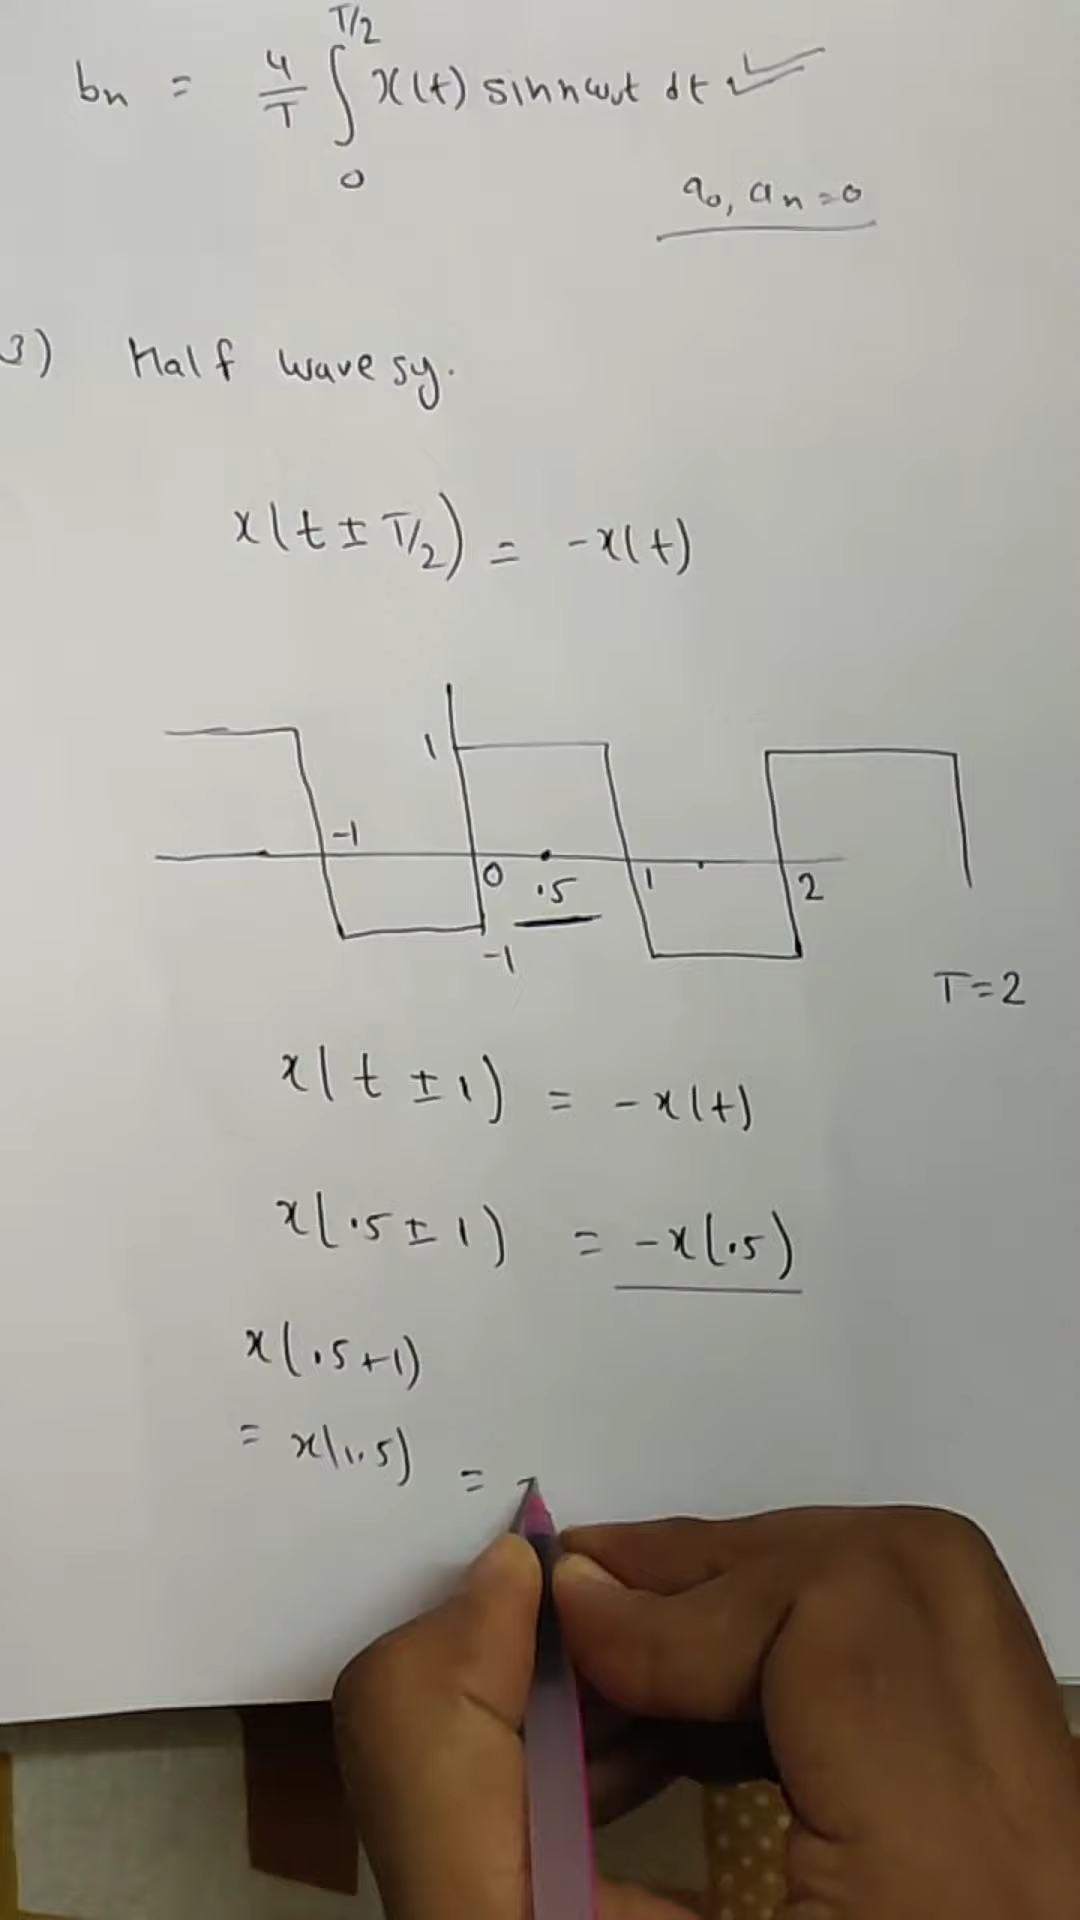 bn = 4/T ∫₀^T/2 x(t) sin nω₀t dt
a₀, an = 0
3) Half wave sy.
x(t ± T/2) = -x(t)
1
-1 0 .5 1 2
-1
T=2
x(t ± 1) = -x(t)
x(.5 ± 1) = -x(.5)
x(.5+1)
= x(1.5) =